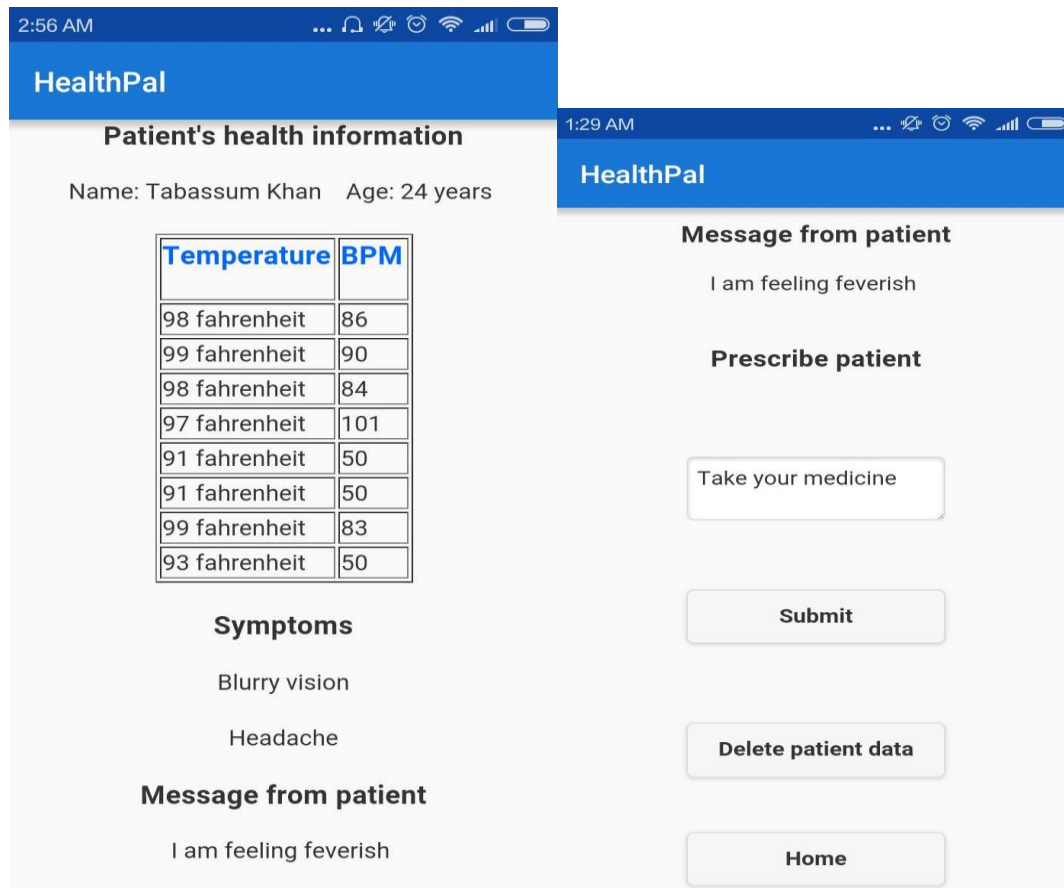 2:56 AM
HealthPal
Patient's health information
Name: Tabassum Khan Age: 24 years
Temperature BPM
98 fahrenheit 86
99 fahrenheit 90
98 fahrenheit 84
97 fahrenheit 101
91 fahrenheit 50
91 fahrenheit 50
99 fahrenheit 83
93 fahrenheit 50
Symptoms
Blurry vision
Headache
Message from patient
I am feeling feverish
1:29 AM
HealthPal
Message from patient
I am feeling feverish
Prescribe patient
Take your medicine
Submit
Delete patient data
Home